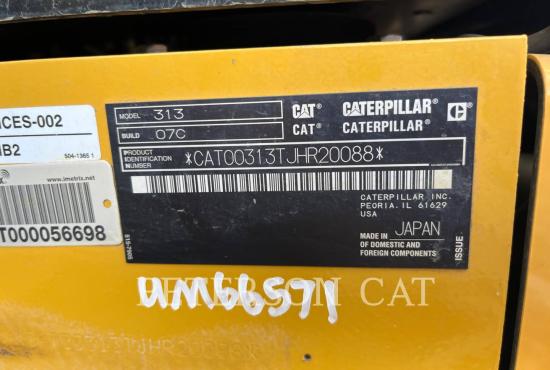 ICES-002
MB2
504-1365 1
www.imetrix.net
T000056698
MODEL 313
BUILD 07C
CAT® CATERPILLAR®
CAT® CATERPILLAR®
PRODUCT IDENTIFICATION NUMBER *CAT00313TJHR20088*
CATERPILLAR INC.
PEORIA, IL 61629
USA
MADE IN JAPAN
OF DOMESTIC AND
FOREIGN COMPONENTS
ISSUE
UM66571
PETERSON CAT